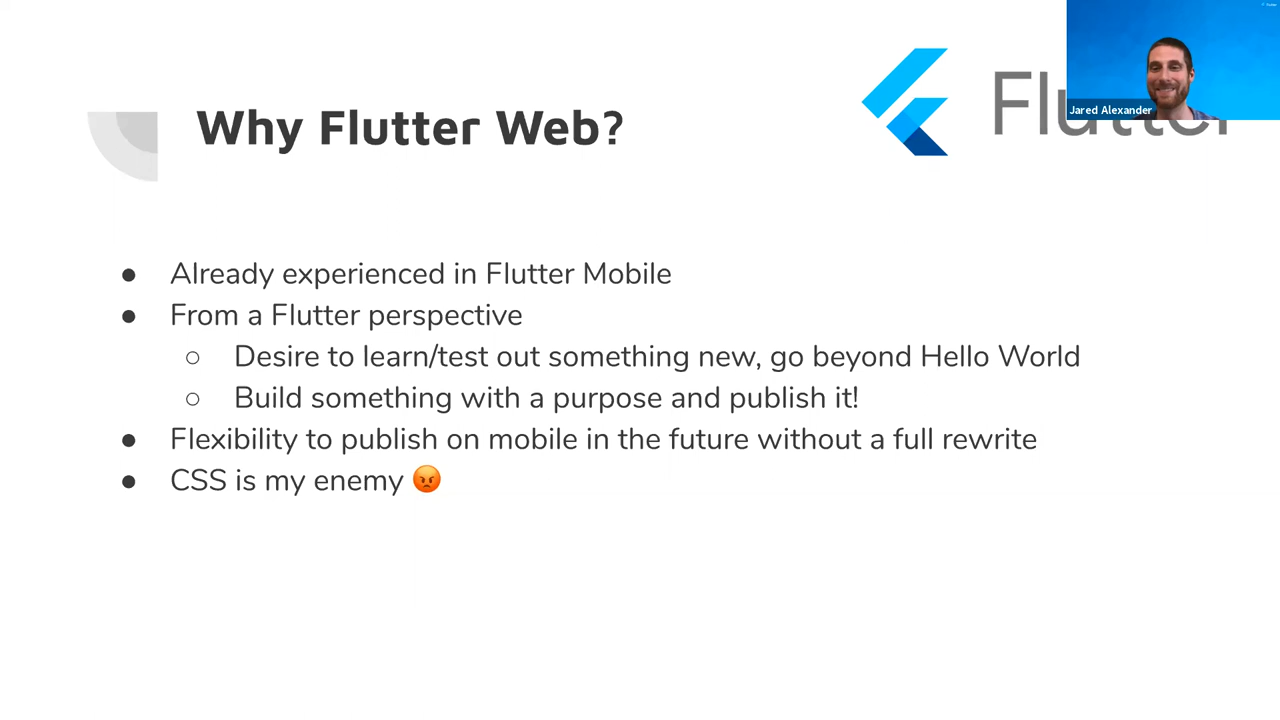 Why Flutter Web?
Flutter
Jared Alexander
● Already experienced in Flutter Mobile
● From a Flutter perspective
○ Desire to learn/test out something new, go beyond Hello World
○ Build something with a purpose and publish it!
● Flexibility to publish on mobile in the future without a full rewrite
● CSS is my enemy 😡